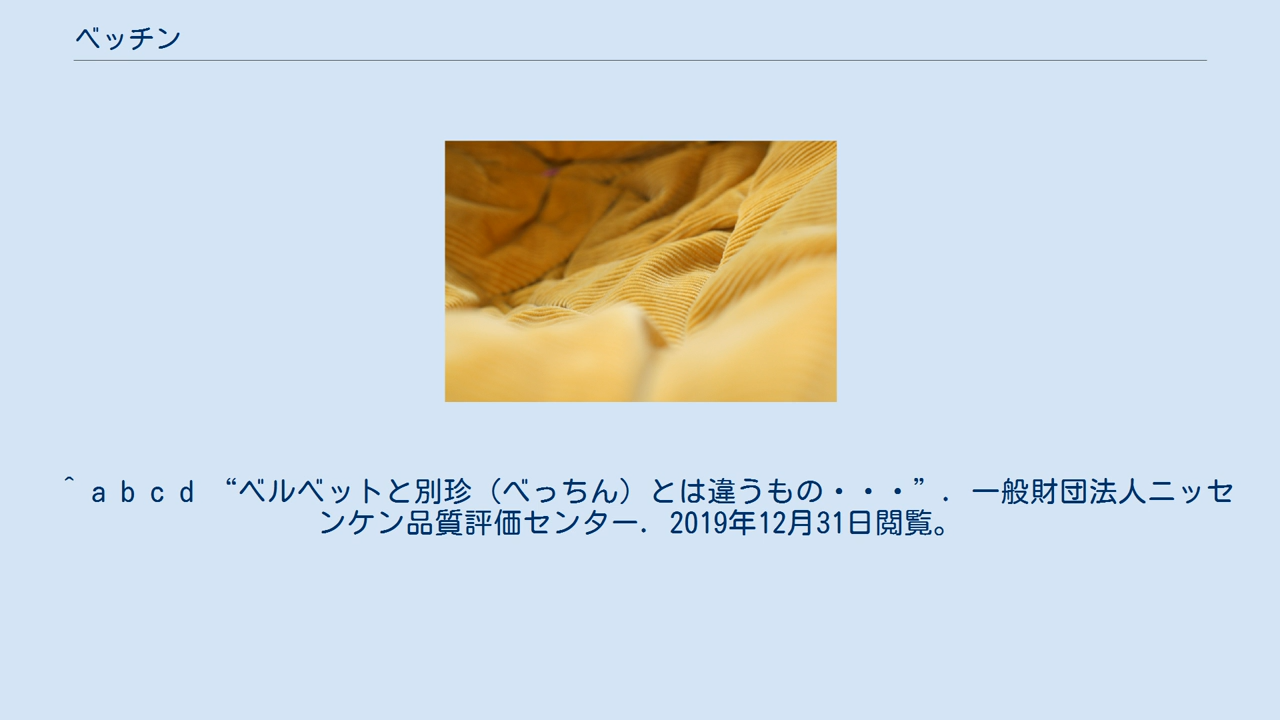 ベッチン
^ a b c d “ベルベットと別珍（べっちん）とは違うもの・・・”. 一般財団法人ニッセ
ンケン品質評価センター. 2019年12月31日閲覧。